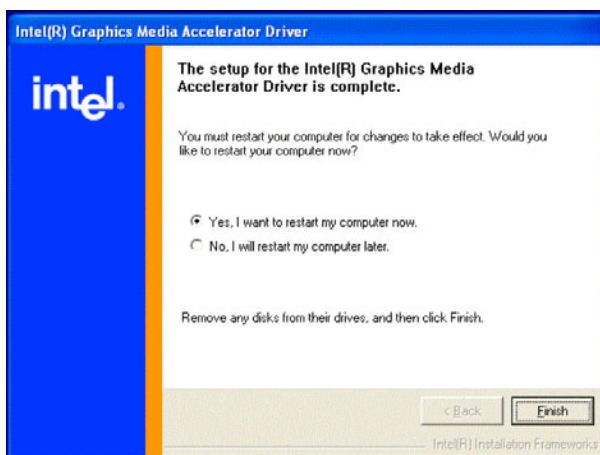 Intel(R) Graphics Media Accelerator Driver
intel.
The setup for the Intel(R) Graphics Media
Accelerator Driver is complete.
You must restart your computer for changes to take effect. Would you
like to restart your computer now?
Yes, I want to restart my computer now.
No, I will restart my computer later.
Remove any disks from their drives, and then click Finish.
< Back
Finish
Intel(R) Installation Frameworks